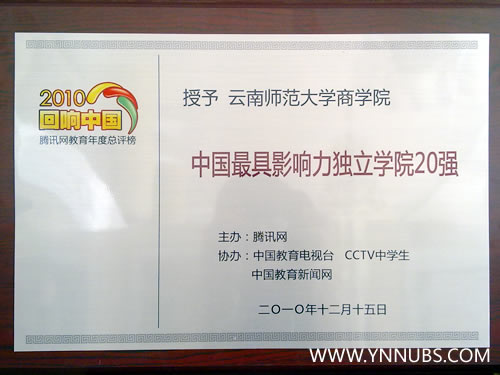 2010
回响中国
腾讯网教育年度总评榜
授予 云南师范大学商学院
中国最具影响力独立学院20强
主办：腾讯网
协办：中国教育电视台 CCTV中学生
中国教育新闻网
二〇一〇年十二月十五日
WWW.YNNUBS.COM